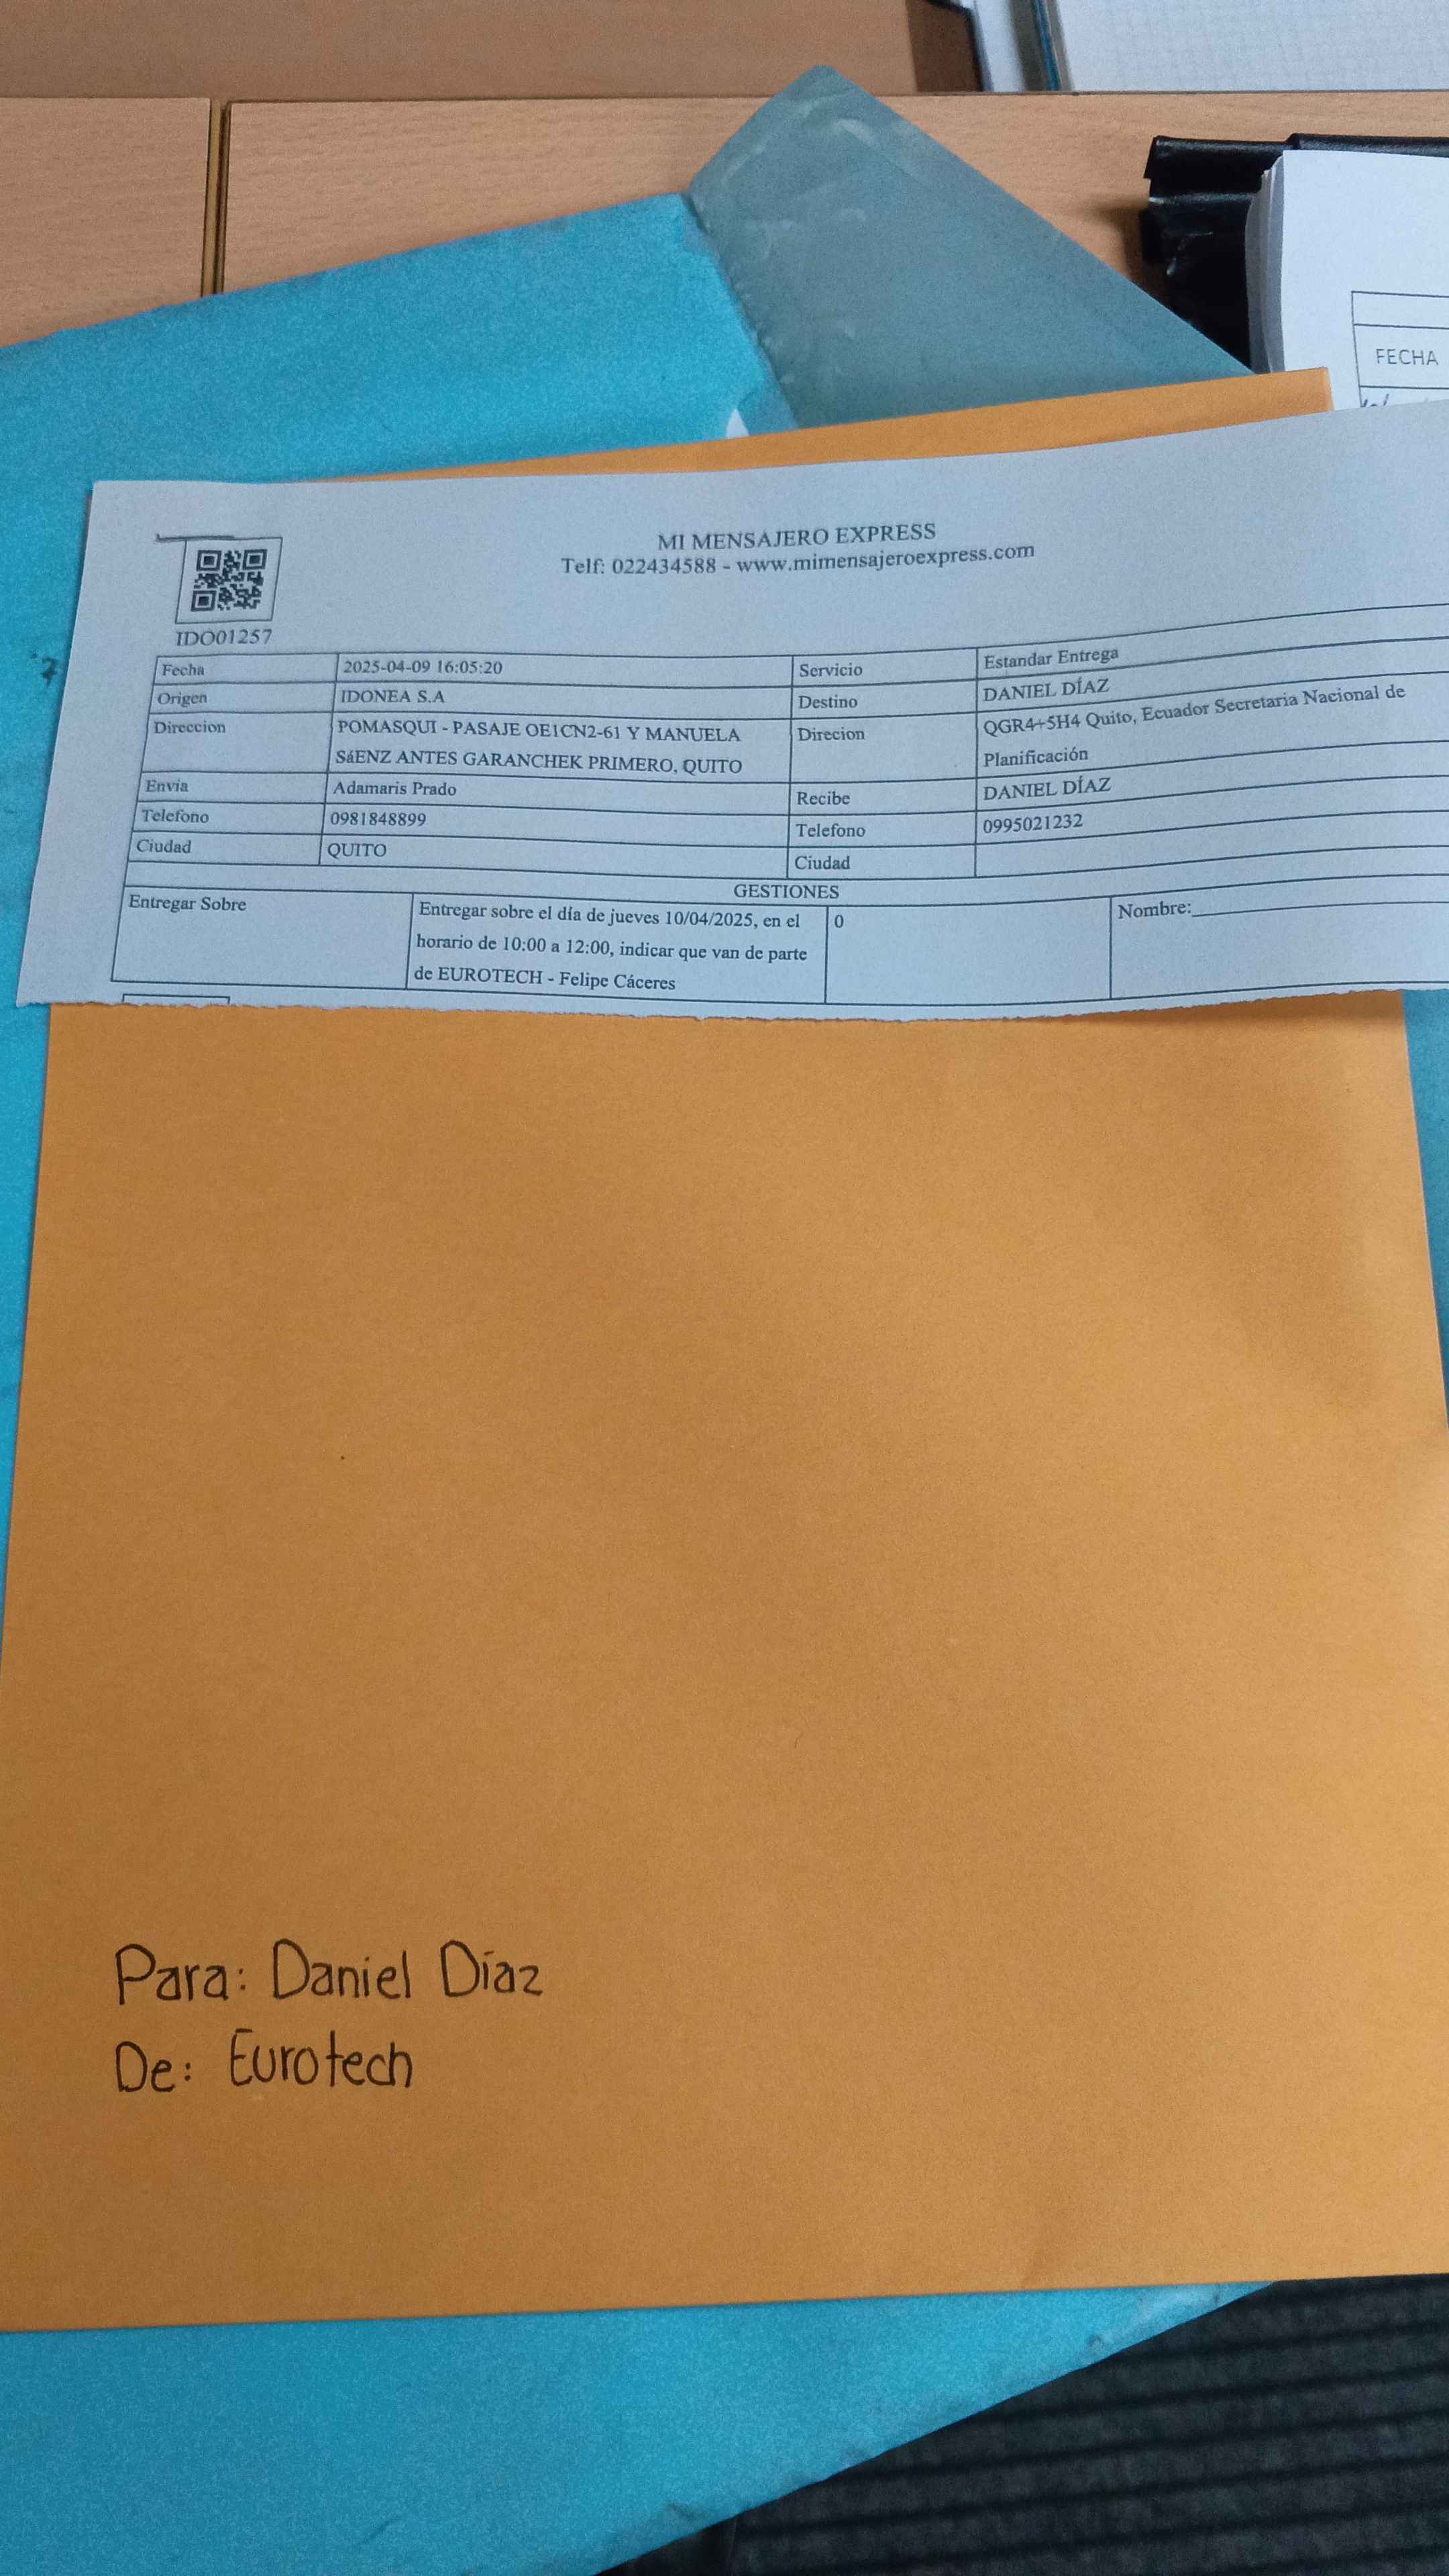 FECHA
MI MENSAJERO EXPRESS
Telf: 022434588 - www.mimensajeroexpress.com
IDO01257
Fecha 2025-04-09 16:05:20 Servicio Estandar Entrega
Origen IDONEA S.A Destino DANIEL DÍAZ
Direccion POMASQUI - PASAJE OE1CN2-61 Y MANUELA Direcion QGR4+5H4 Quito, Ecuador Secretaria Nacional de
SáENZ ANTES GARANCHEK PRIMERO, QUITO Planificación
Envia Adamaris Prado Recibe DANIEL DÍAZ
Telefono 0981848899 Telefono 0995021232
Ciudad QUITO Ciudad
GESTIONES
Entregar Sobre Entregar sobre el día de jueves 10/04/2025, en el 0 Nombre:
horario de 10:00 a 12:00, indicar que van de parte
de EUROTECH - Felipe Cáceres
Para: Daniel Díaz
De: Eurotech